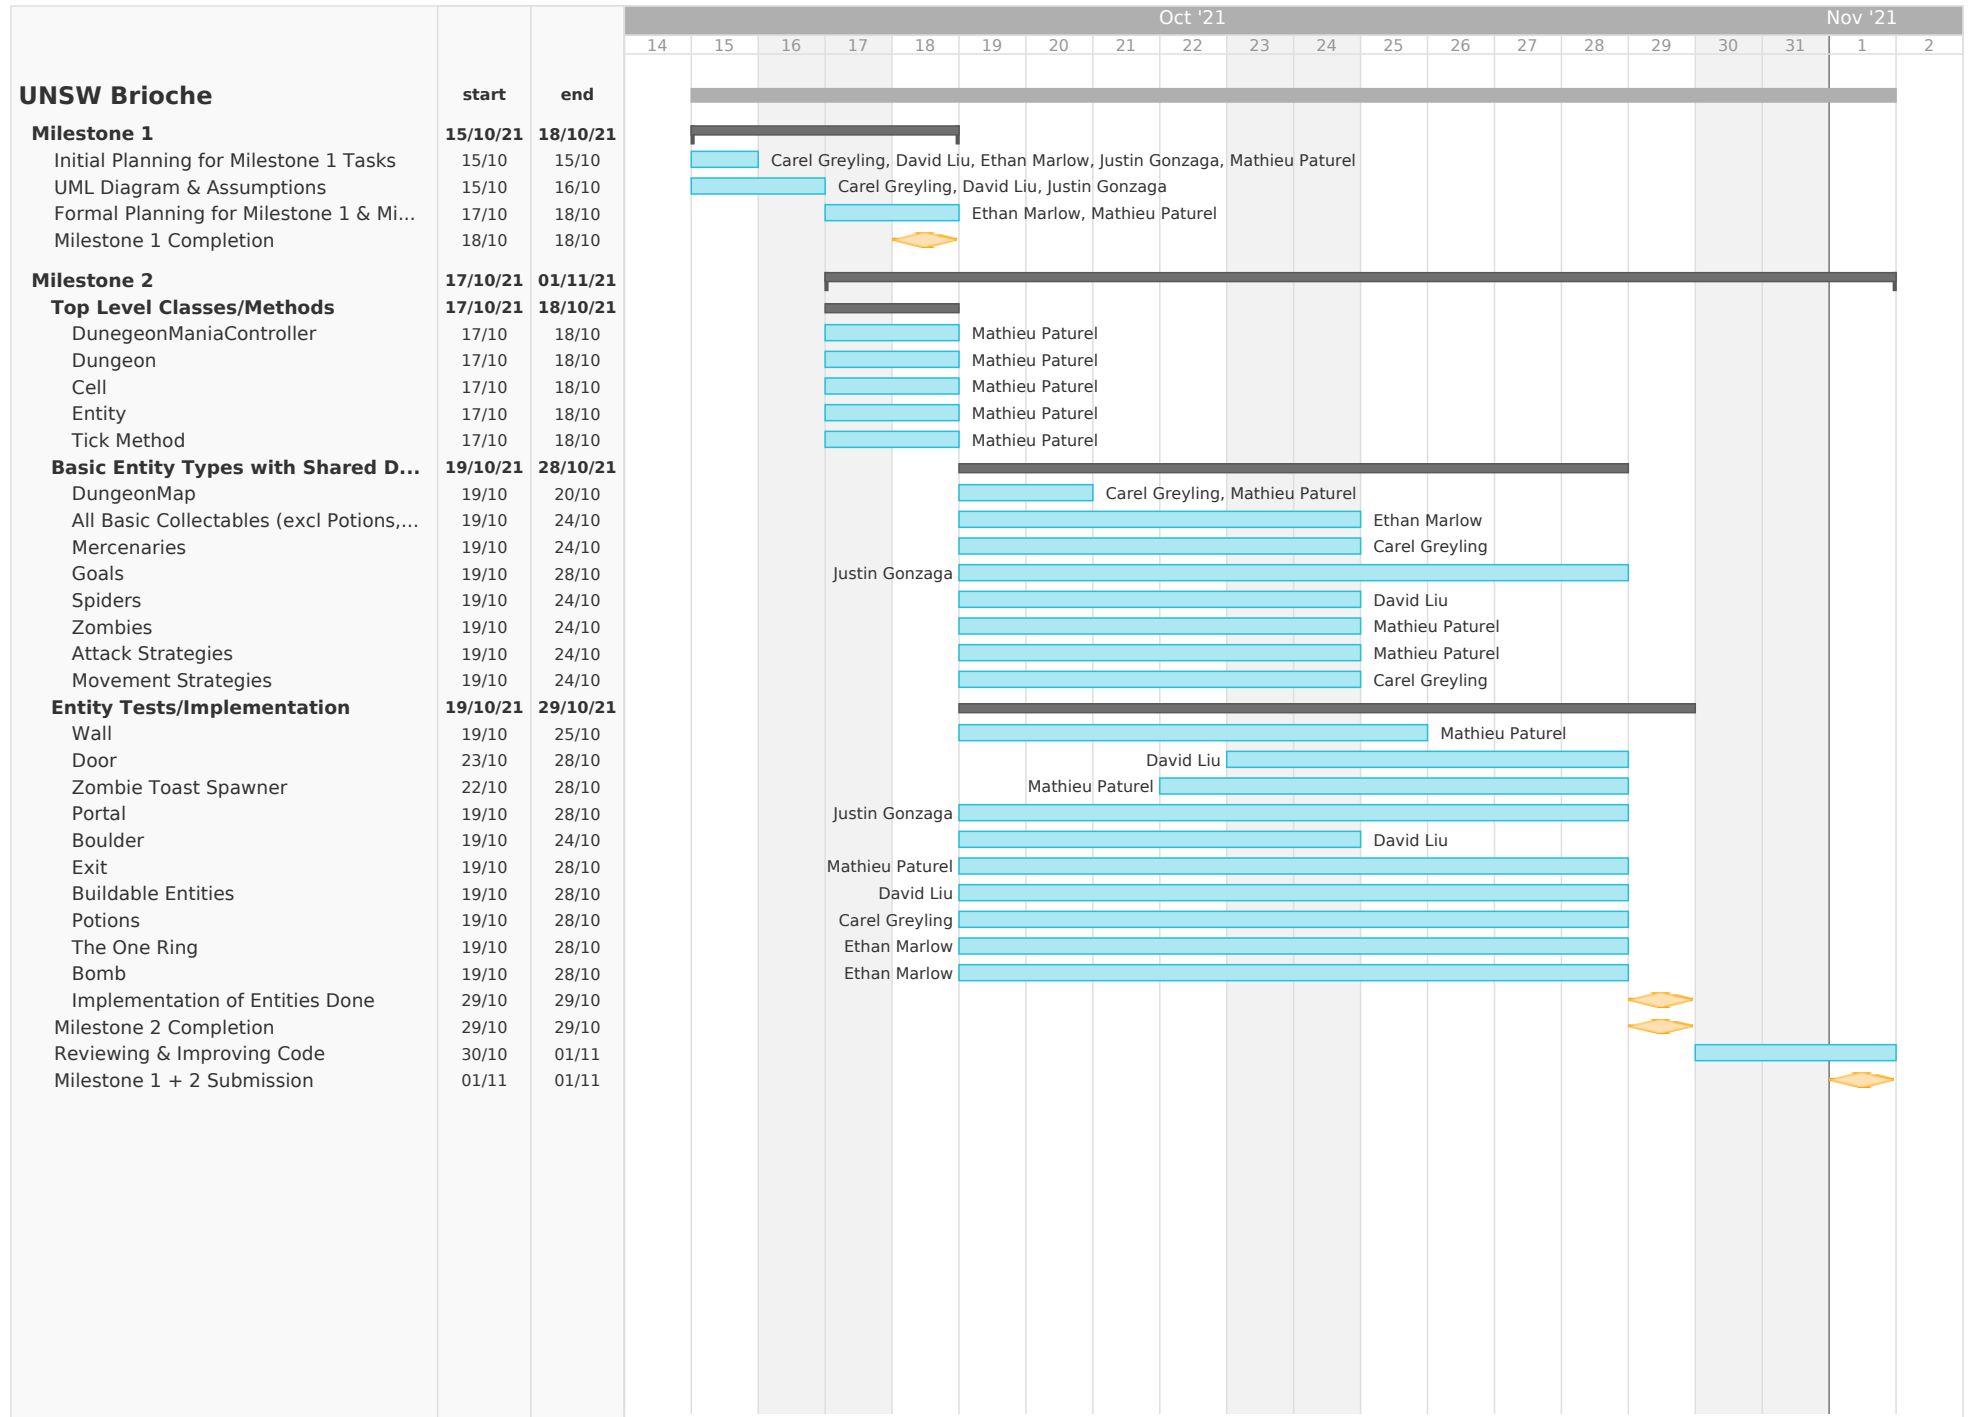 Oct '21 Nov '21
14 15 16 17 18 19 20 21 22 23 24 25 26 27 28 29 30 31 1 2
UNSW Brioche start end
Milestone 1 15/10/21 18/10/21
Initial Planning for Milestone 1 Tasks 15/10 15/10 Carel Greyling, David Liu, Ethan Marlow, Justin Gonzaga, Mathieu Paturel
UML Diagram & Assumptions 15/10 16/10 Carel Greyling, David Liu, Justin Gonzaga
Formal Planning for Milestone 1 & Mi... 17/10 18/10 Ethan Marlow, Mathieu Paturel
Milestone 1 Completion 18/10 18/10
Milestone 2 17/10/21 01/11/21
Top Level Classes/Methods 17/10/21 18/10/21
DunegeonManiaController 17/10 18/10 Mathieu Paturel
Dungeon 17/10 18/10 Mathieu Paturel
Cell 17/10 18/10 Mathieu Paturel
Entity 17/10 18/10 Mathieu Paturel
Tick Method 17/10 18/10 Mathieu Paturel
Basic Entity Types with Shared D... 19/10/21 28/10/21
DungeonMap 19/10 20/10 Carel Greyling, Mathieu Paturel
All Basic Collectables (excl Potions,... 19/10 24/10 Ethan Marlow
Mercenaries 19/10 24/10 Carel Greyling
Goals 19/10 28/10 Justin Gonzaga
Spiders 19/10 24/10 David Liu
Zombies 19/10 24/10 Mathieu Paturel
Attack Strategies 19/10 24/10 Mathieu Paturel
Movement Strategies 19/10 24/10 Carel Greyling
Entity Tests/Implementation 19/10/21 29/10/21
Wall 19/10 25/10 Mathieu Paturel
Door 23/10 28/10 David Liu
Zombie Toast Spawner 22/10 28/10 Mathieu Paturel
Portal 19/10 28/10 Justin Gonzaga
Boulder 19/10 24/10 David Liu
Exit 19/10 28/10 Mathieu Paturel
Buildable Entities 19/10 28/10 David Liu
Potions 19/10 28/10 Carel Greyling
The One Ring 19/10 28/10 Ethan Marlow
Bomb 19/10 28/10 Ethan Marlow
Implementation of Entities Done 29/10 29/10
Milestone 2 Completion 29/10 29/10
Reviewing & Improving Code 30/10 01/11
Milestone 1 + 2 Submission 01/11 01/11